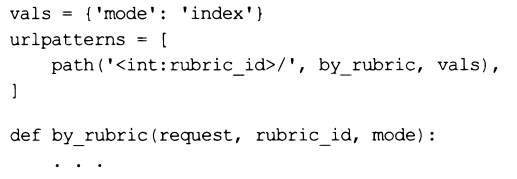 vals = {'mode': 'index'}
urlpatterns = [
    path('<int:rubric_id>/', by_rubric, vals),
]

def by_rubric(request, rubric_id, mode):
    . . .